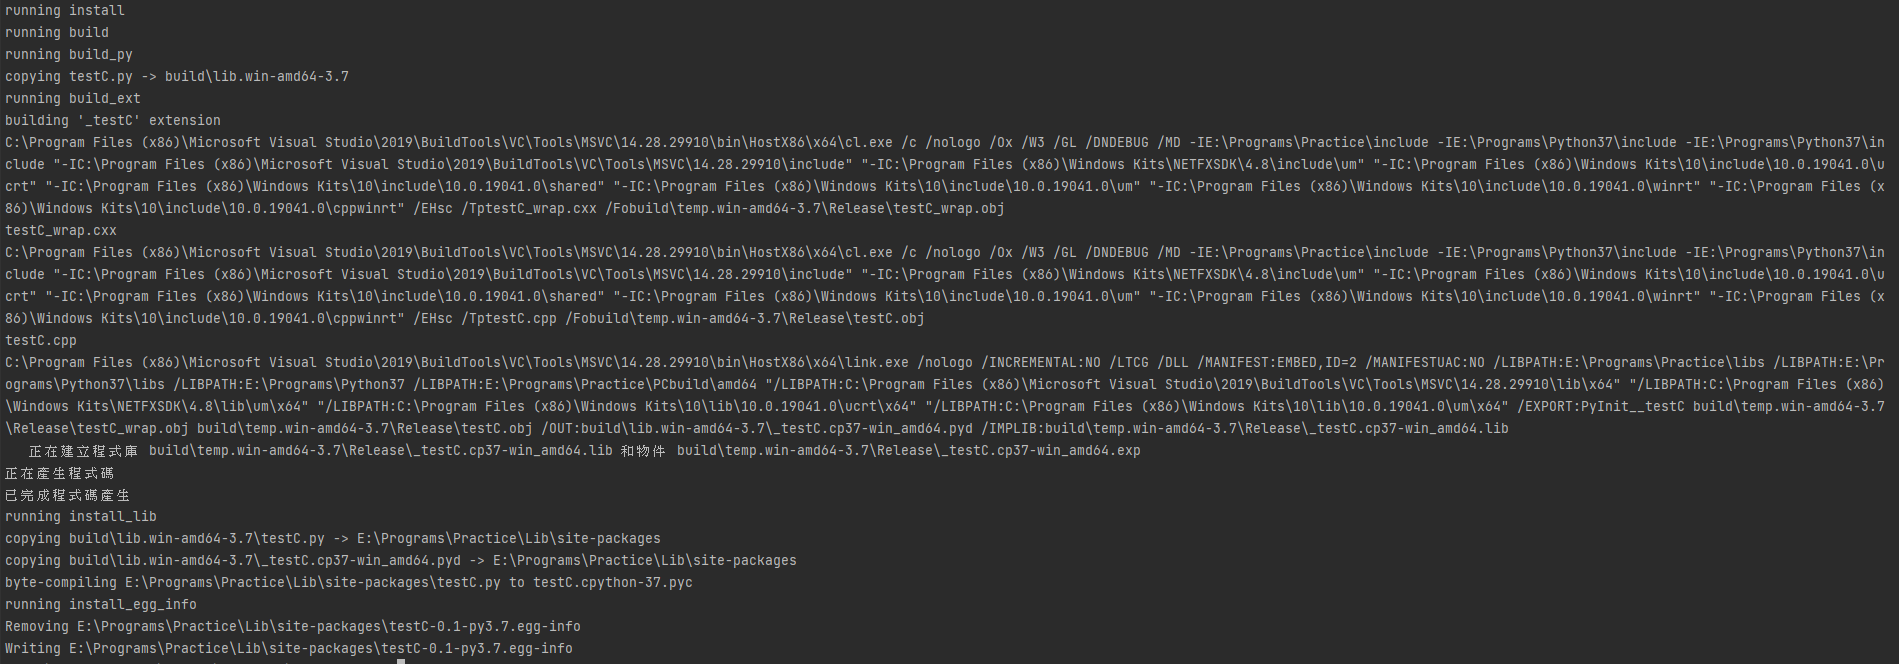 running install
running build
running build_py
copying testC.py -> build\lib.win-amd64-3.7
running build_ext
building '_testC' extension
C:\Program Files (x86)\Microsoft Visual Studio\2019\BuildTools\VC\Tools\MSVC\14.28.29910\bin\HostX86\x64\cl.exe /c /nologo /Ox /W3 /GL /DNDEBUG /MD -IE:\Programs\Practice\include -IE:\Programs\Python37\include -IE:\Programs\Python37\in
clude "-IC:\Program Files (x86)\Microsoft Visual Studio\2019\BuildTools\VC\Tools\MSVC\14.28.29910\include" "-IC:\Program Files (x86)\Windows Kits\NETFXSDK\4.8\include\um" "-IC:\Program Files (x86)\Windows Kits\10\include\10.0.19041.0\u
crt" "-IC:\Program Files (x86)\Windows Kits\10\include\10.0.19041.0\shared" "-IC:\Program Files (x86)\Windows Kits\10\include\10.0.19041.0\um" "-IC:\Program Files (x86)\Windows Kits\10\include\10.0.19041.0\winrt" "-IC:\Program Files (x
86)\Windows Kits\10\include\10.0.19041.0\cppwinrt" /EHsc /TptestC_wrap.cxx /Fobuild\temp.win-amd64-3.7\Release\testC_wrap.obj
testC_wrap.cxx
C:\Program Files (x86)\Microsoft Visual Studio\2019\BuildTools\VC\Tools\MSVC\14.28.29910\bin\HostX86\x64\cl.exe /c /nologo /Ox /W3 /GL /DNDEBUG /MD -IE:\Programs\Practice\include -IE:\Programs\Python37\include -IE:\Programs\Python37\in
clude "-IC:\Program Files (x86)\Microsoft Visual Studio\2019\BuildTools\VC\Tools\MSVC\14.28.29910\include" "-IC:\Program Files (x86)\Windows Kits\NETFXSDK\4.8\include\um" "-IC:\Program Files (x86)\Windows Kits\10\include\10.0.19041.0\u
crt" "-IC:\Program Files (x86)\Windows Kits\10\include\10.0.19041.0\shared" "-IC:\Program Files (x86)\Windows Kits\10\include\10.0.19041.0\um" "-IC:\Program Files (x86)\Windows Kits\10\include\10.0.19041.0\winrt" "-IC:\Program Files (x
86)\Windows Kits\10\include\10.0.19041.0\cppwinrt" /EHsc /TptestC.cpp /Fobuild\temp.win-amd64-3.7\Release\testC.obj
testC.cpp
C:\Program Files (x86)\Microsoft Visual Studio\2019\BuildTools\VC\Tools\MSVC\14.28.29910\bin\HostX86\x64\link.exe /nologo /INCREMENTAL:NO /LTCG /DLL /MANIFEST:EMBED,ID=2 /MANIFESTUAC:NO /LIBPATH:E:\Programs\Practice\libs /LIBPATH:E:\Pr
ograms\Python37\libs /LIBPATH:E:\Programs\Python37 /LIBPATH:E:\Programs\Practice\PCbuild\amd64 "/LIBPATH:C:\Program Files (x86)\Microsoft Visual Studio\2019\BuildTools\VC\Tools\MSVC\14.28.29910\lib\x64" "/LIBPATH:C:\Program Files (x86)
\Windows Kits\NETFXSDK\4.8\lib\um\x64" "/LIBPATH:C:\Program Files (x86)\Windows Kits\10\lib\10.0.19041.0\ucrt\x64" "/LIBPATH:C:\Program Files (x86)\Windows Kits\10\lib\10.0.19041.0\um\x64" /EXPORT:PyInit__testC build\temp.win-amd64-3.7
\Release\testC_wrap.obj build\temp.win-amd64-3.7\Release\testC.obj /OUT:build\lib.win-amd64-3.7\_testC.cp37-win_amd64.pyd /IMPLIB:build\temp.win-amd64-3.7\Release\_testC.cp37-win_amd64.lib
正在建立程式庫 build\temp.win-amd64-3.7\Release\_testC.cp37-win_amd64.lib 和物件 build\temp.win-amd64-3.7\Release\_testC.cp37-win_amd64.exp
正在產生程式碼
已完成程式碼產生
running install_lib
copying build\lib.win-amd64-3.7\testC.py -> E:\Programs\Practice\Lib\site-packages
copying build\lib.win-amd64-3.7\_testC.cp37-win_amd64.pyd -> E:\Programs\Practice\Lib\site-packages
byte-compiling E:\Programs\Practice\Lib\site-packages\testC.py to testC.cpython-37.pyc
running install_egg_info
Removing E:\Programs\Practice\Lib\site-packages\testC-0.1-py3.7.egg-info
Writing E:\Programs\Practice\Lib\site-packages\testC-0.1-py3.7.egg-info